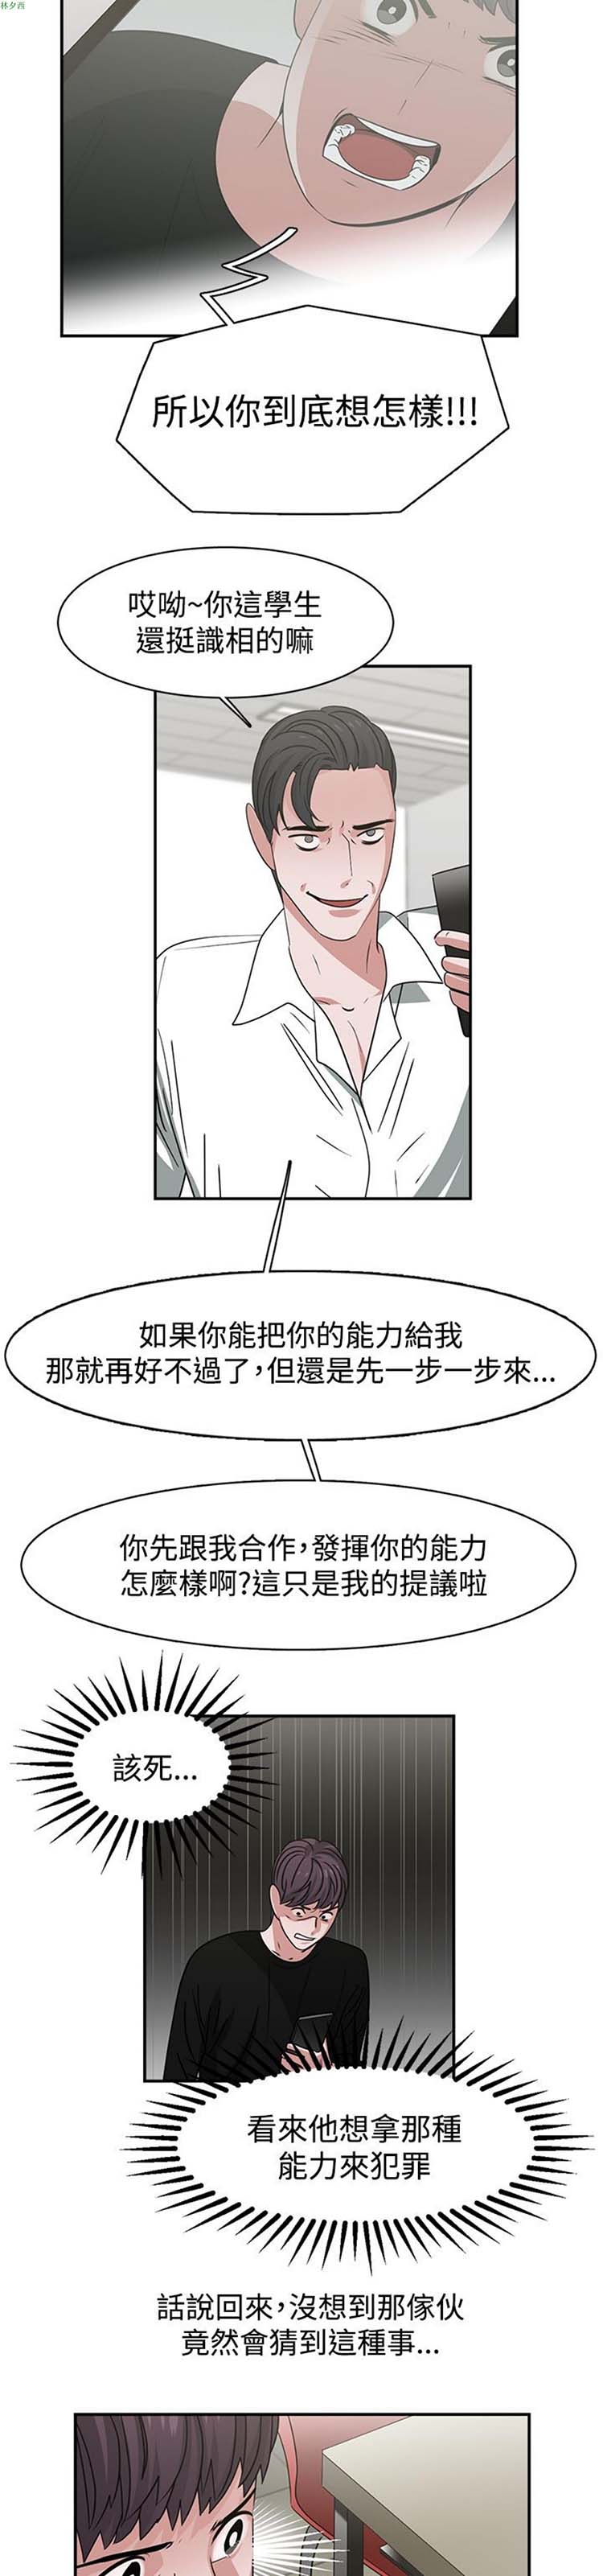 林夕西
所以你到底想怎樣!!!
哎呦~你這學生
還挺識相的嘛
如果你能把你的能力給我
那就再好不過了,但還是先一步一步來...
你先跟我合作,發揮你的能力
怎麼樣啊?這只是我的提議啦
該死...
看來他想拿那種
能力來犯罪
話說回來,沒想到那傢伙
竟然會猜到這種事...